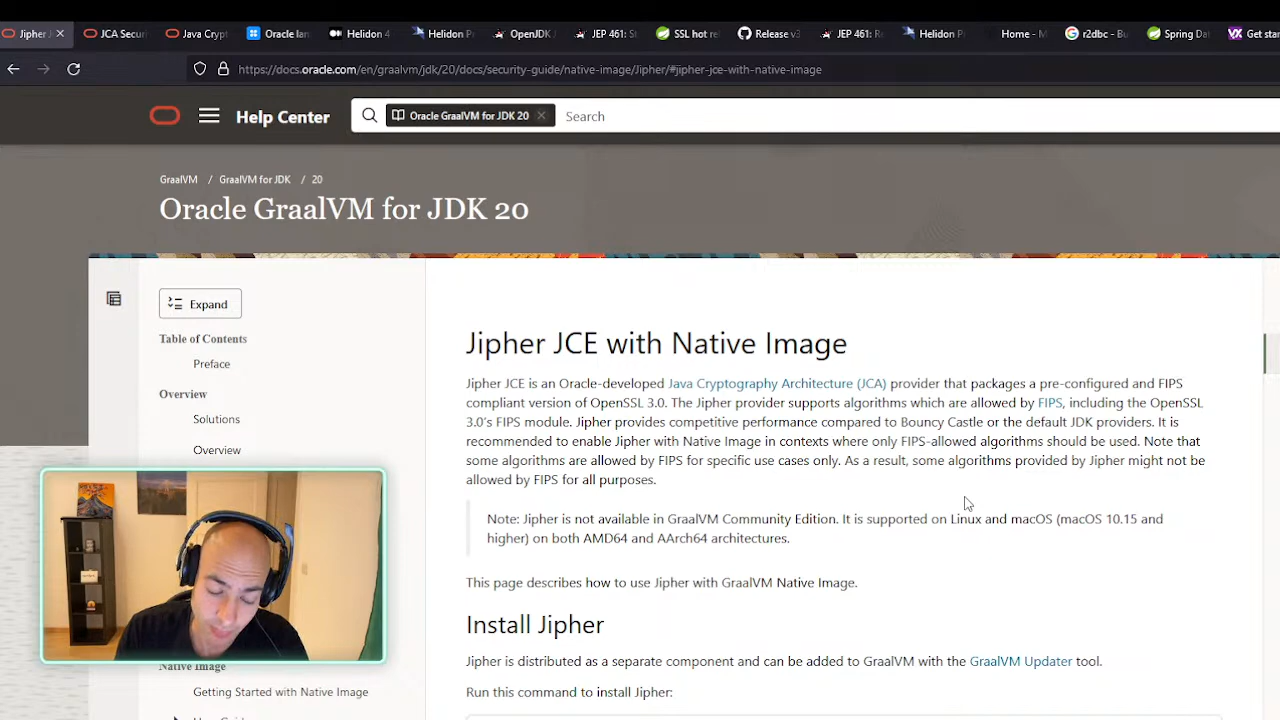 Jipher J
JCA Securi
Java Crypt
Oracle lan
Helidon 4
Helidon Po
OpenJDK J
JEP 461: St
SSL hot rel
Release v3
JEP 461: Re
Helidon Po
Home - M
r2dbc - Bu
Spring Dat
Get start
https://docs.oracle.com/en/graalvm/jdk/20/docs/security-guide/native-image/Jipher/#jipher-jce-with-native-image
Help Center
Oracle GraalVM for JDK 20
Search
GraalVM / GraalVM for JDK / 20
Oracle GraalVM for JDK 20
Expand
Table of Contents
Preface
Overview
Solutions
Overview
Native Image
Getting Started with Native Image
Jipher JCE with Native Image
Jipher JCE is an Oracle-developed Java Cryptography Architecture (JCA) provider that packages a pre-configured and FIPS
compliant version of OpenSSL 3.0. The Jipher provider supports algorithms which are allowed by FIPS, including the OpenSSL
3.0's FIPS module. Jipher provides competitive performance compared to Bouncy Castle or the default JDK providers. It is
recommended to enable Jipher with Native Image in contexts where only FIPS-allowed algorithms should be used. Note that
some algorithms are allowed by FIPS for specific use cases only. As a result, some algorithms provided by Jipher might not be
allowed by FIPS for all purposes.
Note: Jipher is not available in GraalVM Community Edition. It is supported on Linux and macOS (macOS 10.15 and
higher) on both AMD64 and AArch64 architectures.
This page describes how to use Jipher with GraalVM Native Image.
Install Jipher
Jipher is distributed as a separate component and can be added to GraalVM with the GraalVM Updater tool.
Run this command to install Jipher: